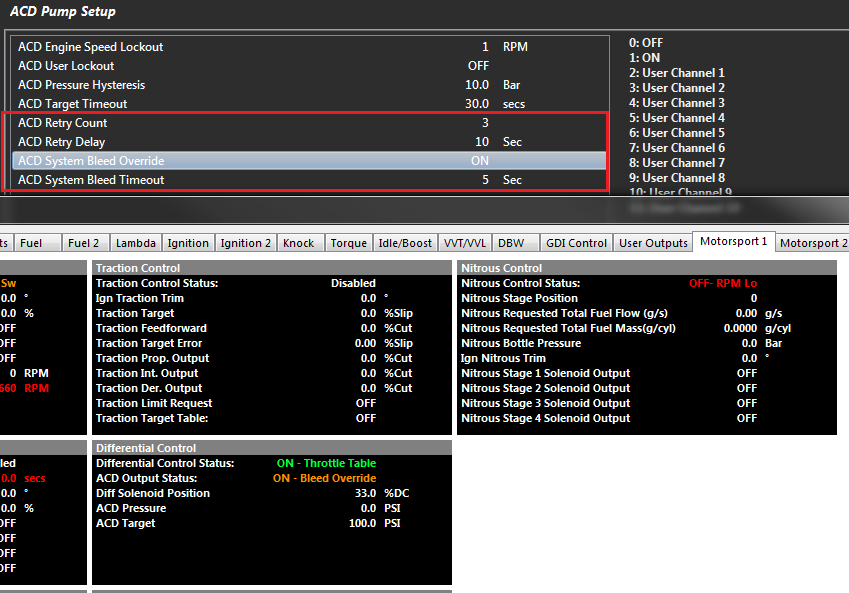 ACD Pump Setup
ACD Engine Speed Lockout 1 RPM
ACD User Lockout OFF
ACD Pressure Hysteresis 10.0 Bar
ACD Target Timeout 30.0 secs
ACD Retry Count 3
ACD Retry Delay 10 Sec
ACD System Bleed Override ON
ACD System Bleed Timeout 5 Sec
0: OFF
1: ON
2: User Channel 1
3: User Channel 2
4: User Channel 3
5: User Channel 4
6: User Channel 5
7: User Channel 6
8: User Channel 7
9: User Channel 8
10: User Channel 9
ts Fuel Fuel 2 Lambda Ignition Ignition 2 Knock Torque Idle/Boost VVT/VVL DBW GDI Control User Outputs Motorsport 1 Motorsport 2
Sw
0.0 °
0.0 %
OFF
OFF
OFF
0 RPM
660 RPM
Traction Control
Traction Control Status: Disabled
Ign Traction Trim 0.0 °
Traction Target 0.0 %Slip
Traction Feedforward 0.0 %Cut
Traction Target Error 0.00 %Slip
Traction Prop. Output 0.0 %Cut
Traction Int. Output 0.0 %Cut
Traction Der. Output 0.0 %Cut
Traction Limit Request OFF
Traction Target Table: OFF
Nitrous Control
Nitrous Control Status: OFF- RPM Lo
Nitrous Stage Position 0
Nitrous Requested Total Fuel Flow (g/s) 0.00 g/s
Nitrous Requested Total Fuel Mass(g/cyl) 0.0000 g/cyl
Nitrous Bottle Pressure 0.0 Bar
Ign Nitrous Trim 0.0 °
Nitrous Stage 1 Solenoid Output OFF
Nitrous Stage 2 Solenoid Output OFF
Nitrous Stage 3 Solenoid Output OFF
Nitrous Stage 4 Solenoid Output OFF
led
0.0 secs
0.0 °
0.0 %
OFF
OFF
OFF
OFF
Differential Control
Differential Control Status: ON - Throttle Table
ACD Output Status: ON - Bleed Override
Diff Solenoid Position 33.0 %DC
ACD Pressure 0.0 PSI
ACD Target 100.0 PSI